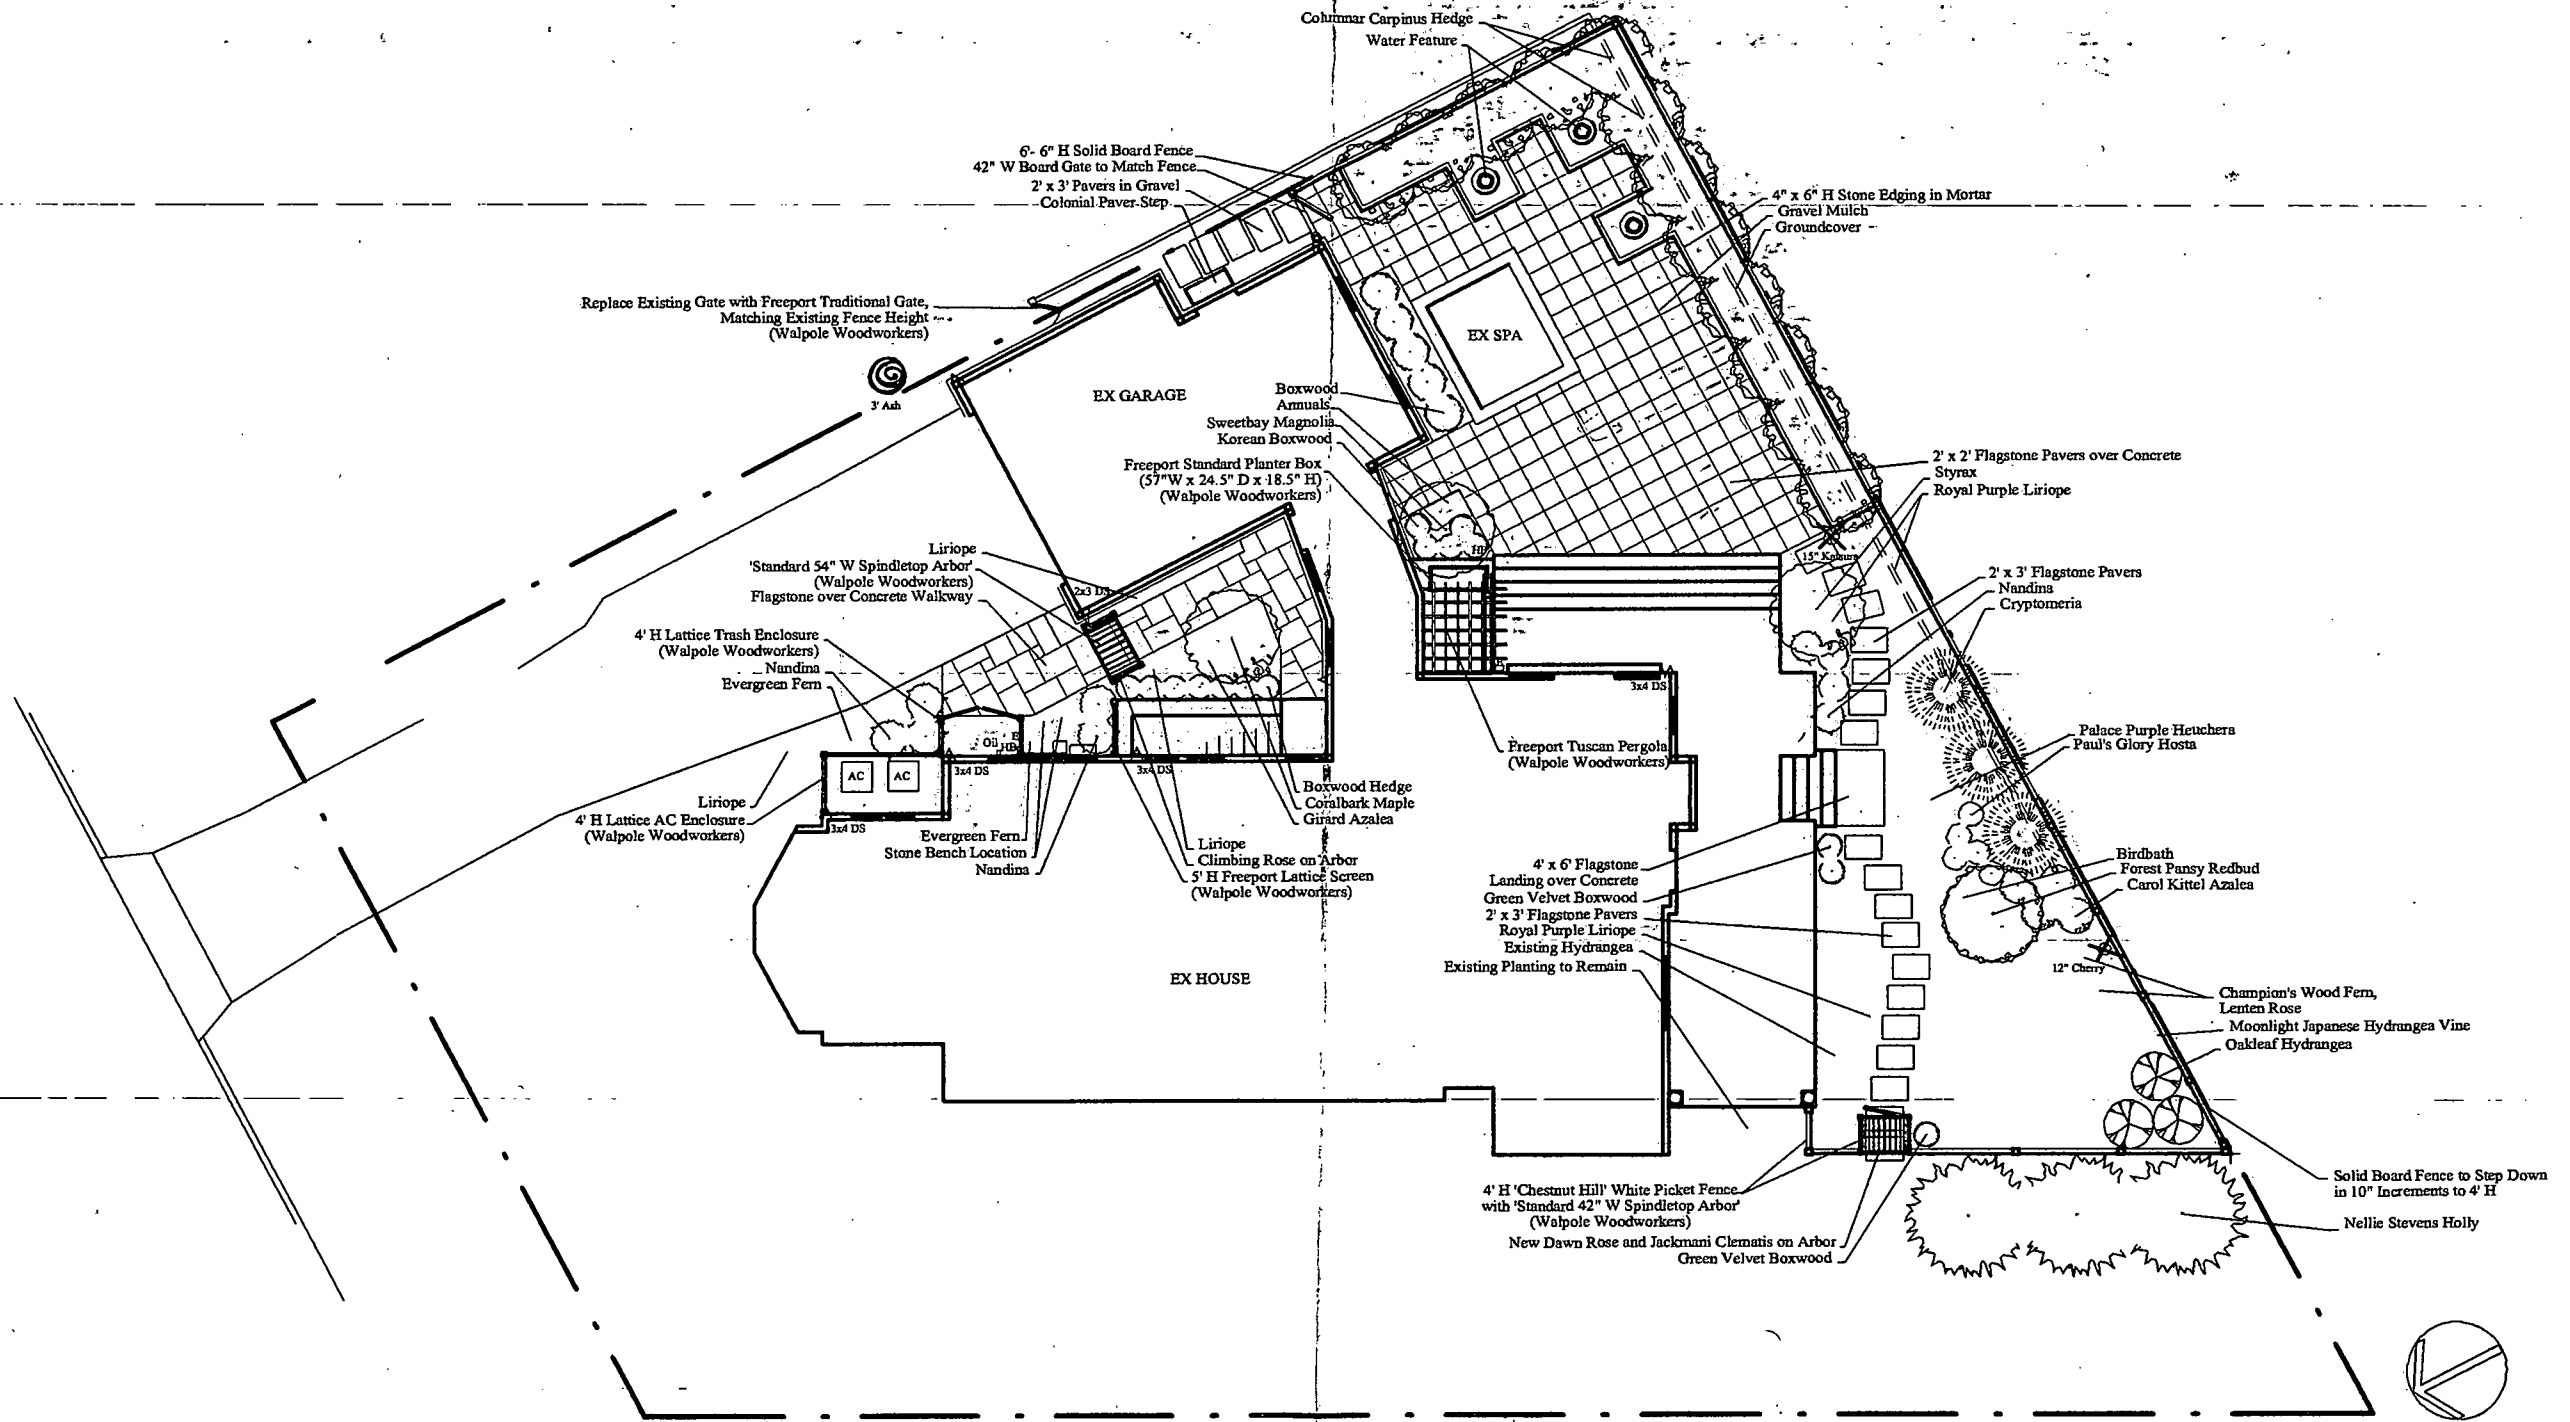 Columnar Carpinus Hedge
Water Feature
6'- 6" H Solid Board Fence
42" W Board Gate to Match Fence
2' x 3' Pavers in Gravel
Colonial Paver Step
4" x 6" H Stone Edging in Mortar
Gravel Mulch
Groundcover
Replace Existing Gate with Freeport Traditional Gate,
Matching Existing Fence Height
(Walpole Woodworkers)
3' Ash
EX GARAGE
EX SPA
Boxwood
Annuals
Sweetbay Magnolia
Korean Boxwood
Freeport Standard Planter Box
(57"W x 24.5" D x 18.5" H)
(Walpole Woodworkers)
2' x 2' Flagstone Pavers over Concrete
Styrax
Royal Purple Liriope
HB
15" Katsura
2' x 3' Flagstone Pavers
Nandina
Cryptomeria
Liriope
'Standard 54" W Spindletop Arbor'
(Walpole Woodworkers)
Flagstone over Concrete Walkway
2x3 DS
4' H Lattice Trash Enclosure
(Walpole Woodworkers)
Nandina
Evergreen Fern
Oil
E
HB
3x4 DS
3x4 DS
3x4 DS
AC
AC
3x4 DS
Liriope
4' H Lattice AC Enclosure
(Walpole Woodworkers)
Evergreen Fern
Stone Bench Location
Nandina
Boxwood Hedge
Coralbark Maple
Girard Azalea
Liriope
Climbing Rose on Arbor
5' H Freeport Lattice Screen
(Walpole Woodworkers)
Freeport Tuscan Pergola
(Walpole Woodworkers)
Palace Purple Heuchera
Paul's Glory Hosta
4' x 6' Flagstone
Landing over Concrete
Green Velvet Boxwood
2' x 3' Flagstone Pavers
Royal Purple Liriope
Existing Hydrangea
Existing Planting to Remain
Birdbath
Forest Pansy Redbud
Carol Kittel Azalea
12" Cherry
EX HOUSE
Champion's Wood Fern,
Lenten Rose
Moonlight Japanese Hydrangea Vine
Oakleaf Hydrangea
4' H 'Chestnut Hill' White Picket Fence
with 'Standard 42" W Spindletop Arbor'
(Walpole Woodworkers)
New Dawn Rose and Jackmani Clematis on Arbor
Green Velvet Boxwood
Solid Board Fence to Step Down
in 10" Increments to 4' H
Nellie Stevens Holly